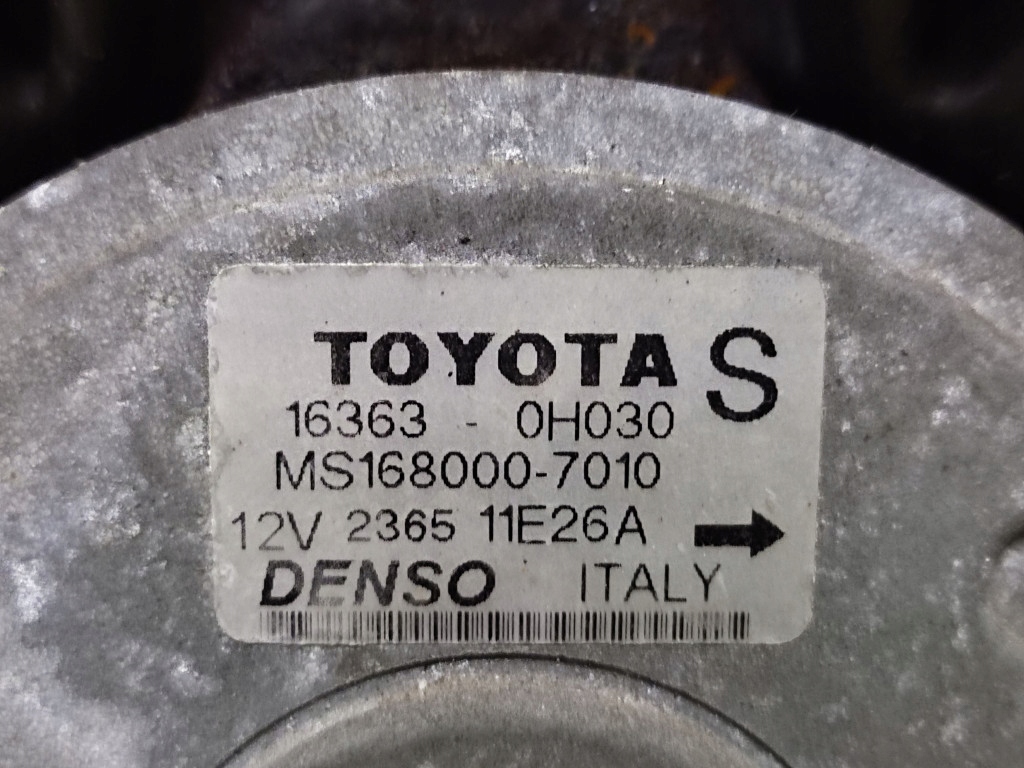 TOYOTA S
16363 - 0H030
MS168000-7010
12V 2365 11E26A
DENSO ITALY